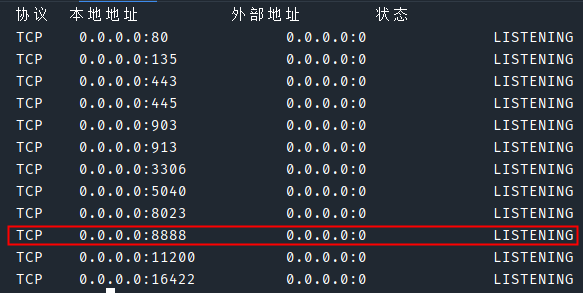 协议 本地地址 外部地址 状态
TCP 0.0.0.0:80 0.0.0.0:0 LISTENING
TCP 0.0.0.0:135 0.0.0.0:0 LISTENING
TCP 0.0.0.0:443 0.0.0.0:0 LISTENING
TCP 0.0.0.0:445 0.0.0.0:0 LISTENING
TCP 0.0.0.0:903 0.0.0.0:0 LISTENING
TCP 0.0.0.0:913 0.0.0.0:0 LISTENING
TCP 0.0.0.0:3306 0.0.0.0:0 LISTENING
TCP 0.0.0.0:5040 0.0.0.0:0 LISTENING
TCP 0.0.0.0:8023 0.0.0.0:0 LISTENING
TCP 0.0.0.0:8888 0.0.0.0:0 LISTENING
TCP 0.0.0.0:11200 0.0.0.0:0 LISTENING
TCP 0.0.0.0:16422 0.0.0.0:0 LISTENING